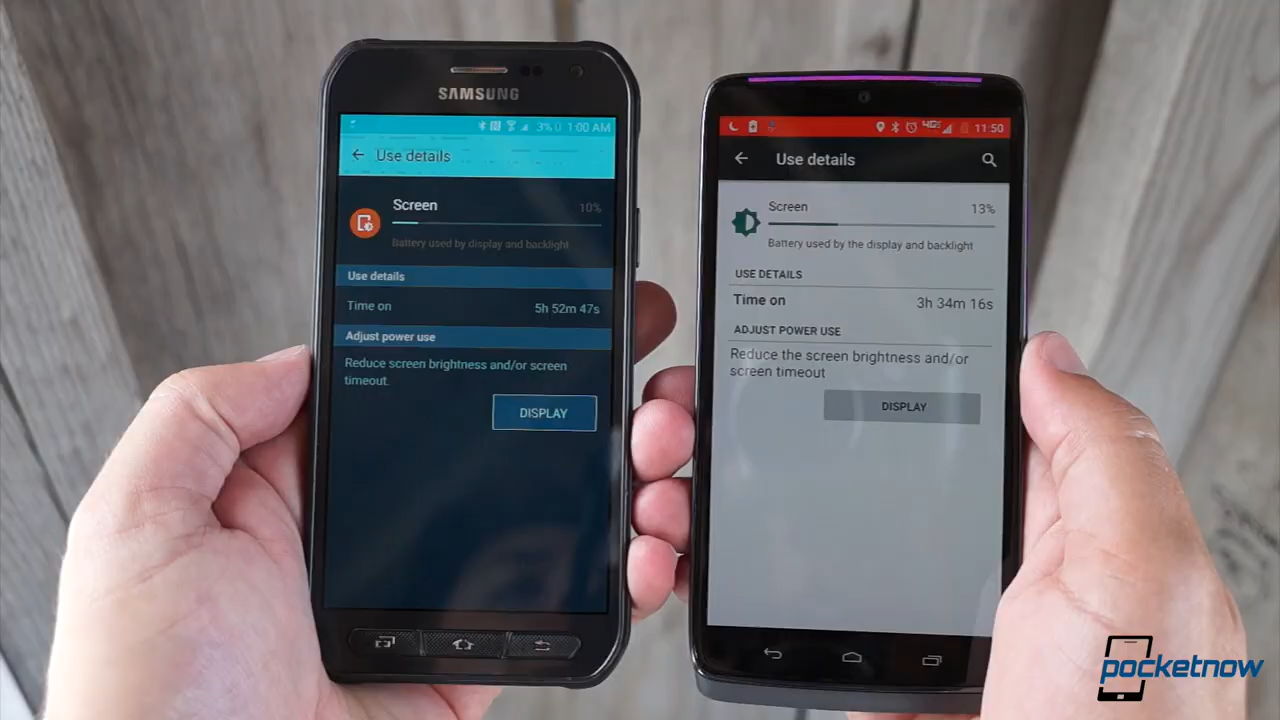 SAMSUNG
3% 1:00 AM
Use details
Screen
10%
Battery used by display and backlight
Use details
Time on
5h 52m 47s
Adjust power use
Reduce screen brightness and/or screen
timeout.
DISPLAY
4G 11:50
Use details
Screen
13%
Battery used by the display and backlight
USE DETAILS
Time on
3h 34m 16s
ADJUST POWER USE
Reduce the screen brightness and/or
screen timeout
DISPLAY
pocketnow